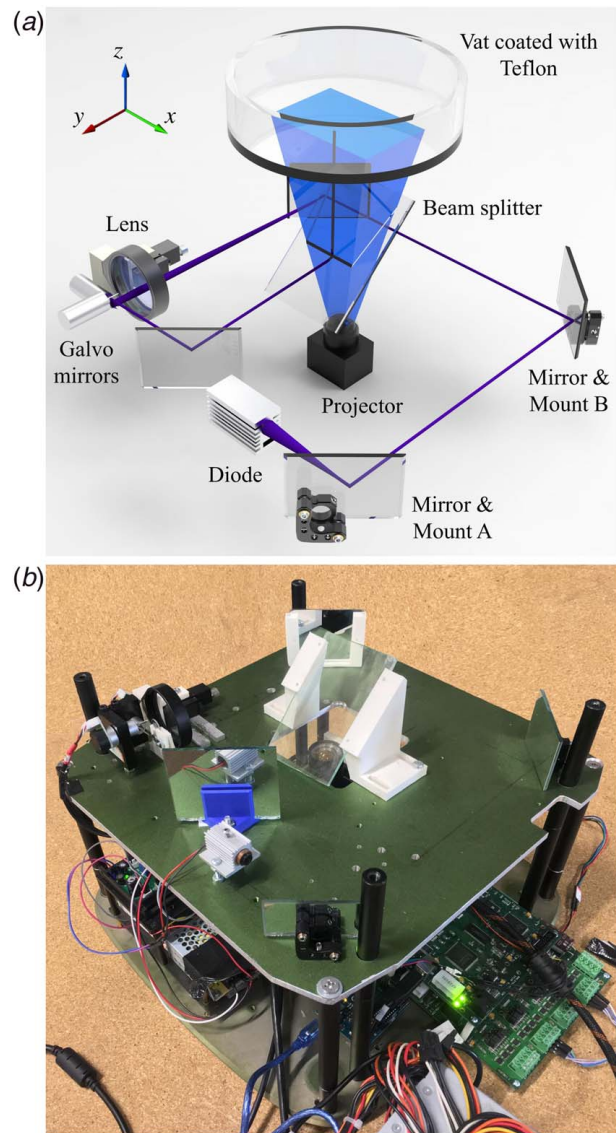 (a)
Vat coated with
Teflon
z
y
x
Lens
Beam splitter
Galvo
mirrors
Projector
Mirror &
Mount B
Diode
Mirror &
Mount A
(b)